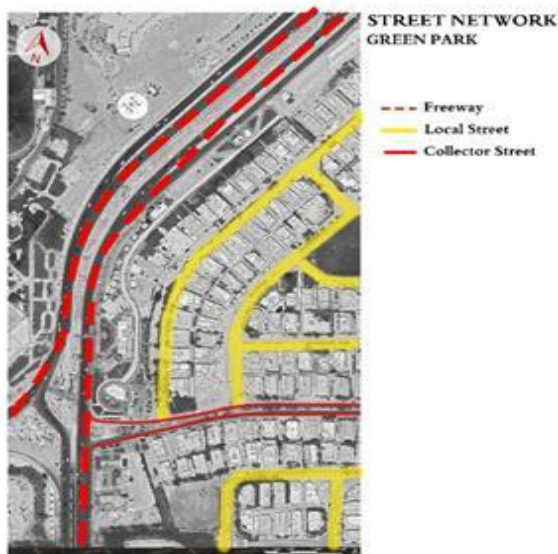 STREET NETWORK
GREEN PARK
N
Freeway
Local Street
Collector Street